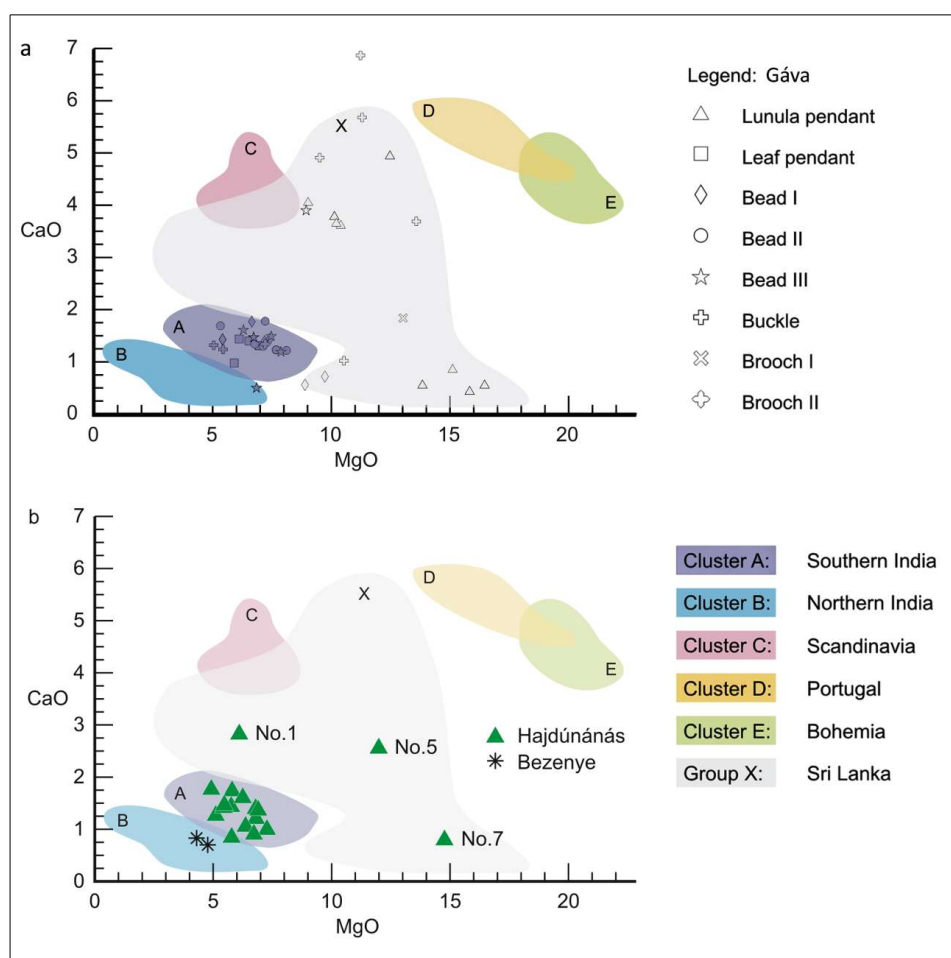 a
7
6
5
4
CaO
3
2
1
0
0 5 10 15 20
MgO
A
B
C
D
E
X
Legend: Gáva
Lunula pendant
Leaf pendant
Bead I
Bead II
Bead III
Buckle
Brooch I
Brooch II
b
7
6
5
4
CaO
3
2
1
0
0 5 10 15 20
MgO
A
B
C
D
E
X
No.1
No.5
No.7
Hajdúnánás
Bezenye
Cluster A: Southern India
Cluster B: Northern India
Cluster C: Scandinavia
Cluster D: Portugal
Cluster E: Bohemia
Group X: Sri Lanka